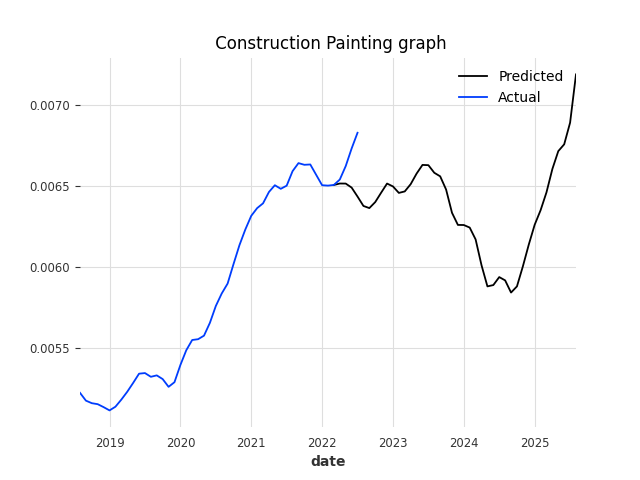 Construction Painting graph
Predicted
Actual
0.0070
0.0065
0.0060
0.0055
2019 2020 2021 2022 2023 2024 2025
date